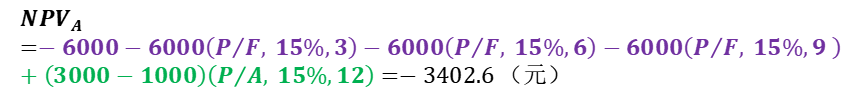 NPV_A
=− 6000 − 6000(P/F, 15%, 3) − 6000(P/F, 15%, 6) − 6000(P/F, 15%, 9 )
+ (3000 − 1000)(P/A, 15%, 12) =− 3402.6 （元）